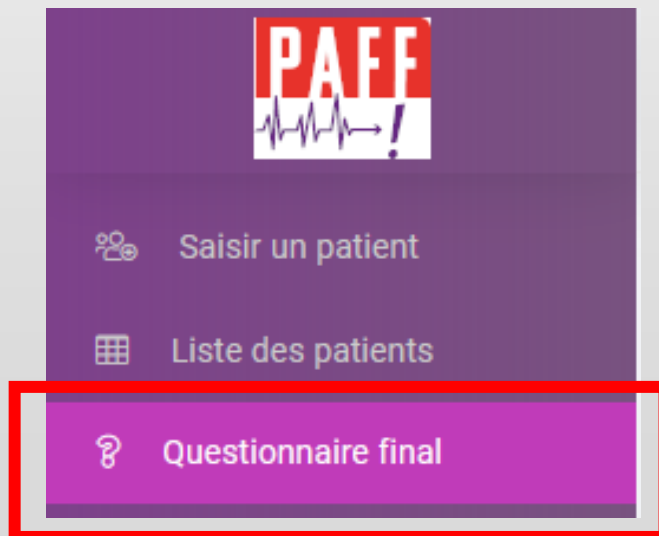 PAFF
Saisir un patient
Liste des patients
Questionnaire final